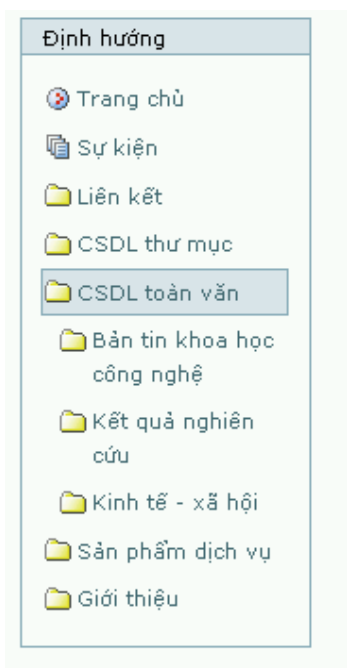 Định hướng
Trang chủ
Sự kiện
Liên kết
CSDL thư mục
CSDL toàn văn
Bản tin khoa học
công nghệ
Kết quả nghiên
cứu
Kinh tế - xã hội
Sản phẩm dịch vụ
Giới thiệu